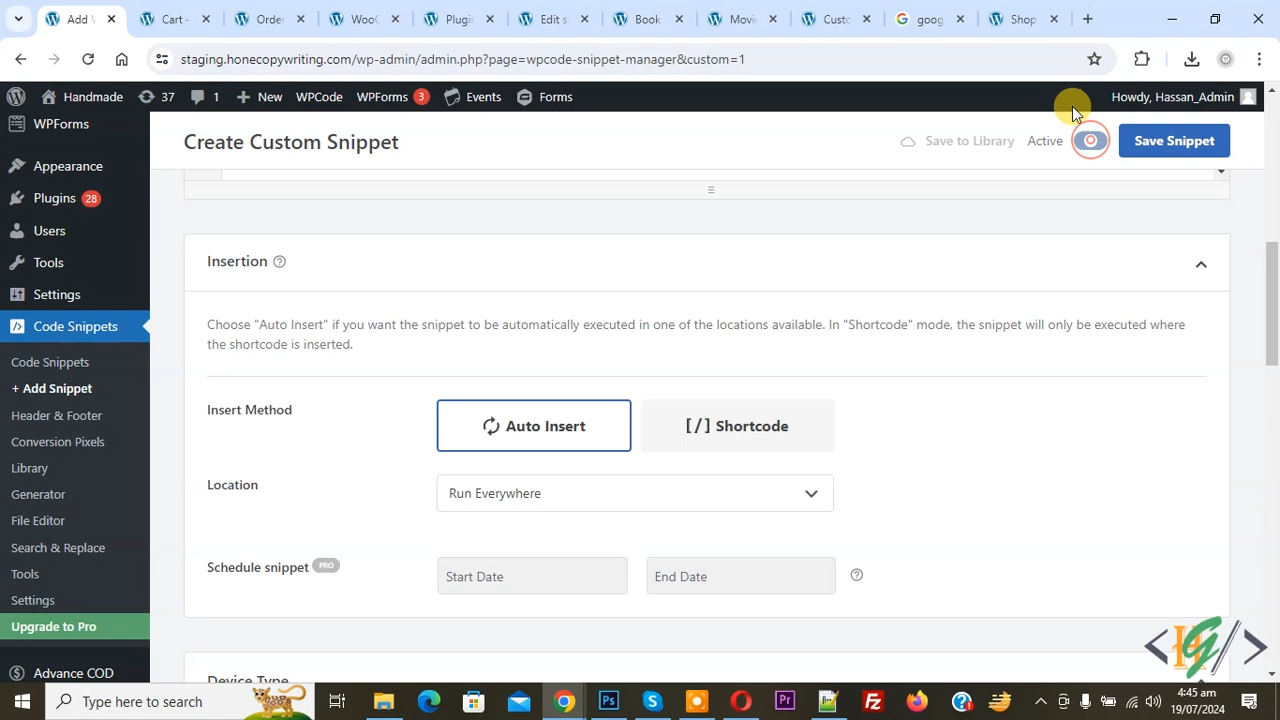 Add \
Cart -
Order
WooC
Plugin
Edit s
Book
Movi
Custo
goog
Shop
staging.honecopywriting.com/wp-admin/admin.php?page=wpcode-snippet-manager&custom=1
Handmade
37
1
New
WPCode
WPForms 3
Events
Forms
Howdy, Hassan_Admin
WPForms
Appearance
Plugins 28
Users
Tools
Settings
Code Snippets
Code Snippets
+ Add Snippet
Header & Footer
Conversion Pixels
Library
Generator
File Editor
Search & Replace
Tools
Settings
Upgrade to Pro
Advance COD
Create Custom Snippet
Save to Library
Active
Save Snippet
Insertion
Choose "Auto Insert" if you want the snippet to be automatically executed in one of the locations available. In "Shortcode" mode, the snippet will only be executed where
the shortcode is inserted.
Insert Method
Auto Insert
[/] Shortcode
Location
Run Everywhere
Schedule snippet PRO
Start Date
End Date
Device Type
Type here to search
4:45 am
19/07/2024